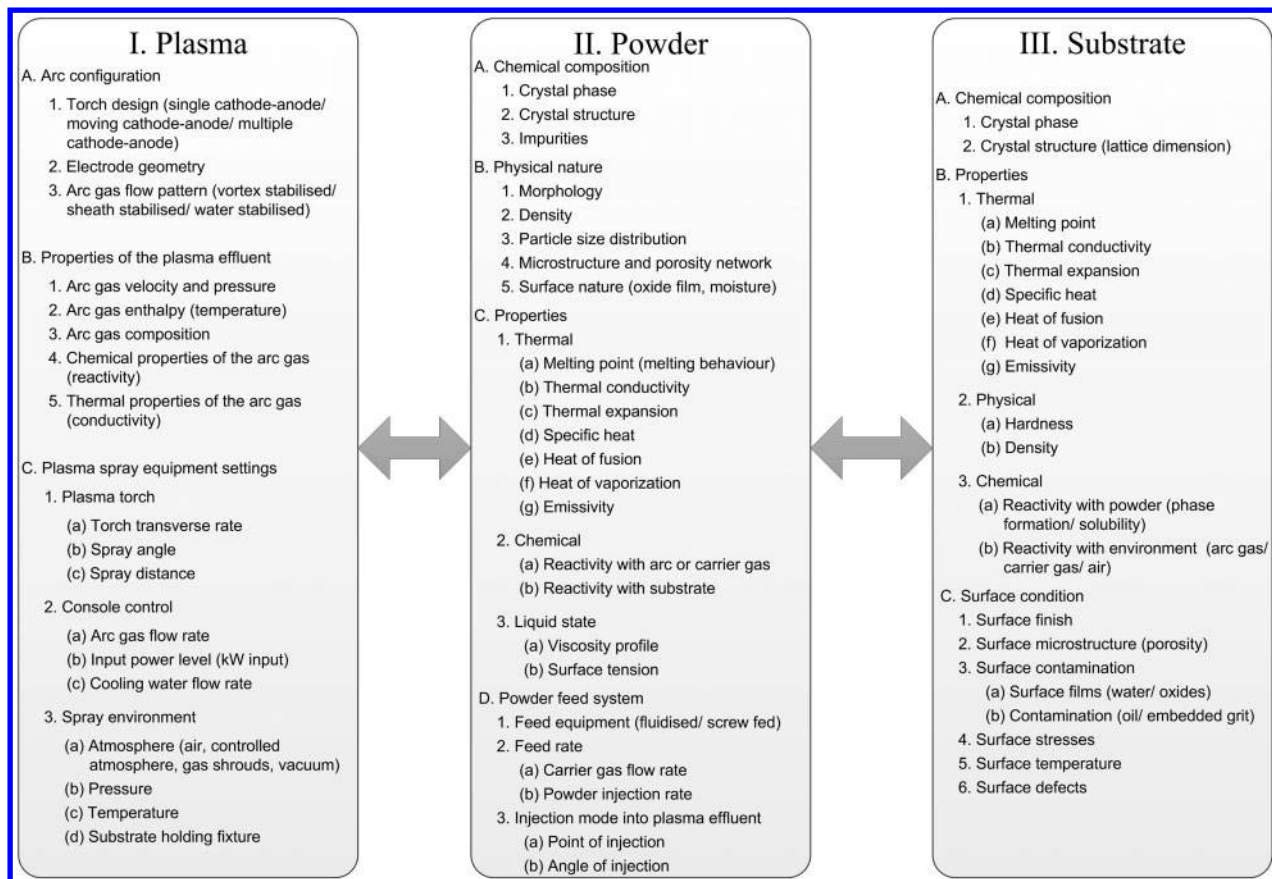 I. Plasma
A. Arc configuration
1. Torch design (single cathode-anode/
moving cathode-anode/ multiple
cathode-anode)
2. Electrode geometry
3. Arc gas flow pattern (vortex stabilised/
sheath stabilised/ water stabilised)
B. Properties of the plasma effluent
1. Arc gas velocity and pressure
2. Arc gas enthalpy (temperature)
3. Arc gas composition
4. Chemical properties of the arc gas
(reactivity)
5. Thermal properties of the arc gas
(conductivity)
C. Plasma spray equipment settings
1. Plasma torch
(a) Torch transverse rate
(b) Spray angle
(c) Spray distance
2. Console control
(a) Arc gas flow rate
(b) Input power level (kW input)
(c) Cooling water flow rate
3. Spray environment
(a) Atmosphere (air, controlled
atmosphere, gas shrouds, vacuum)
(b) Pressure
(c) Temperature
(d) Substrate holding fixture
II. Powder
A. Chemical composition
1. Crystal phase
2. Crystal structure
3. Impurities
B. Physical nature
1. Morphology
2. Density
3. Particle size distribution
4. Microstructure and porosity network
5. Surface nature (oxide film, moisture)
C. Properties
1. Thermal
(a) Melting point (melting behaviour)
(b) Thermal conductivity
(c) Thermal expansion
(d) Specific heat
(e) Heat of fusion
(f) Heat of vaporization
(g) Emissivity
2. Chemical
(a) Reactivity with arc or carrier gas
(b) Reactivity with substrate
3. Liquid state
(a) Viscosity profile
(b) Surface tension
D. Powder feed system
1. Feed equipment (fluidised/ screw fed)
2. Feed rate
(a) Carrier gas flow rate
(b) Powder injection rate
3. Injection mode into plasma effluent
(a) Point of injection
(b) Angle of injection
III. Substrate
A. Chemical composition
1. Crystal phase
2. Crystal structure (lattice dimension)
B. Properties
1. Thermal
(a) Melting point
(b) Thermal conductivity
(c) Thermal expansion
(d) Specific heat
(e) Heat of fusion
(f) Heat of vaporization
(g) Emissivity
2. Physical
(a) Hardness
(b) Density
3. Chemical
(a) Reactivity with powder (phase
formation/ solubility)
(b) Reactivity with environment (arc gas/
carrier gas/ air)
C. Surface condition
1. Surface finish
2. Surface microstructure (porosity)
3. Surface contamination
(a) Surface films (water/ oxides)
(b) Contamination (oil/ embedded grit)
4. Surface stresses
5. Surface temperature
6. Surface defects